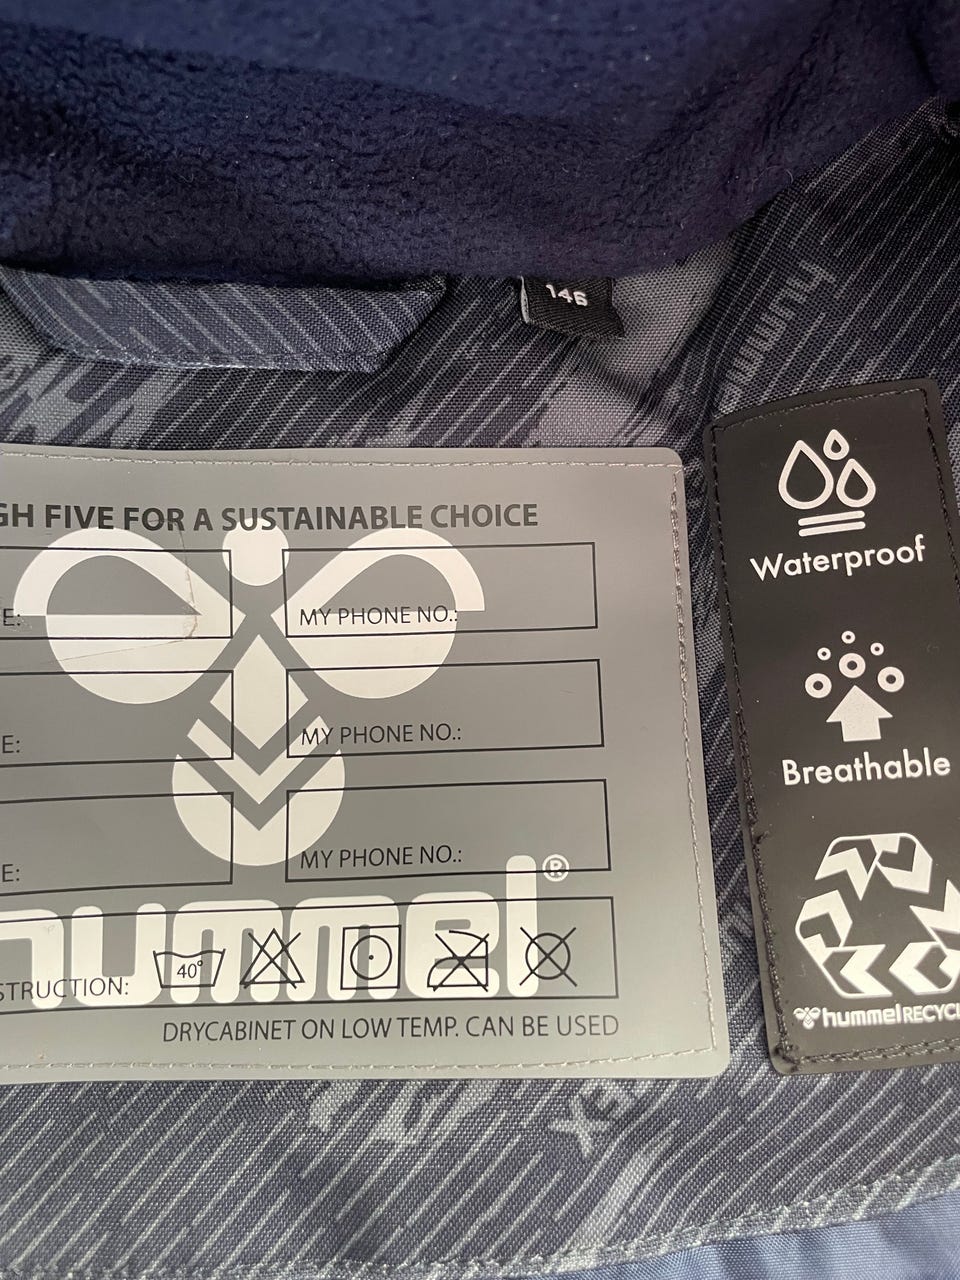 146
hummel
GH FIVE FOR A SUSTAINABLE CHOICE
E:
MY PHONE NO.:
E:
MY PHONE NO.:
E:
MY PHONE NO.:
hummel®
STRUCTION:
40°
DRYCABINET ON LOW TEMP. CAN BE USED
Waterproof
Breathable
hummelRECYCL